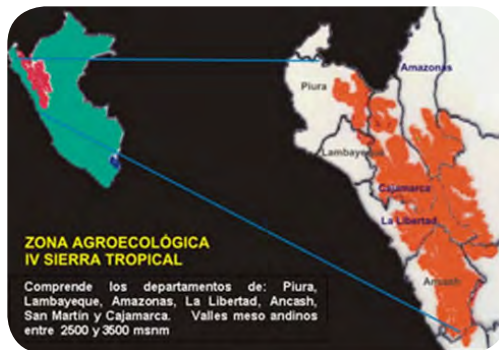 Amazonas
Piura
Lambayeque
Cajamarca
La Libertad
Ancash
ZONA AGROECOLÓGICA
IV SIERRA TROPICAL
Comprende los departamentos de: Piura,
Lambayeque, Amazonas, La Libertad, Ancash,
San Martín y Cajamarca. Valles meso andinos
entre 2500 y 3500 msnm